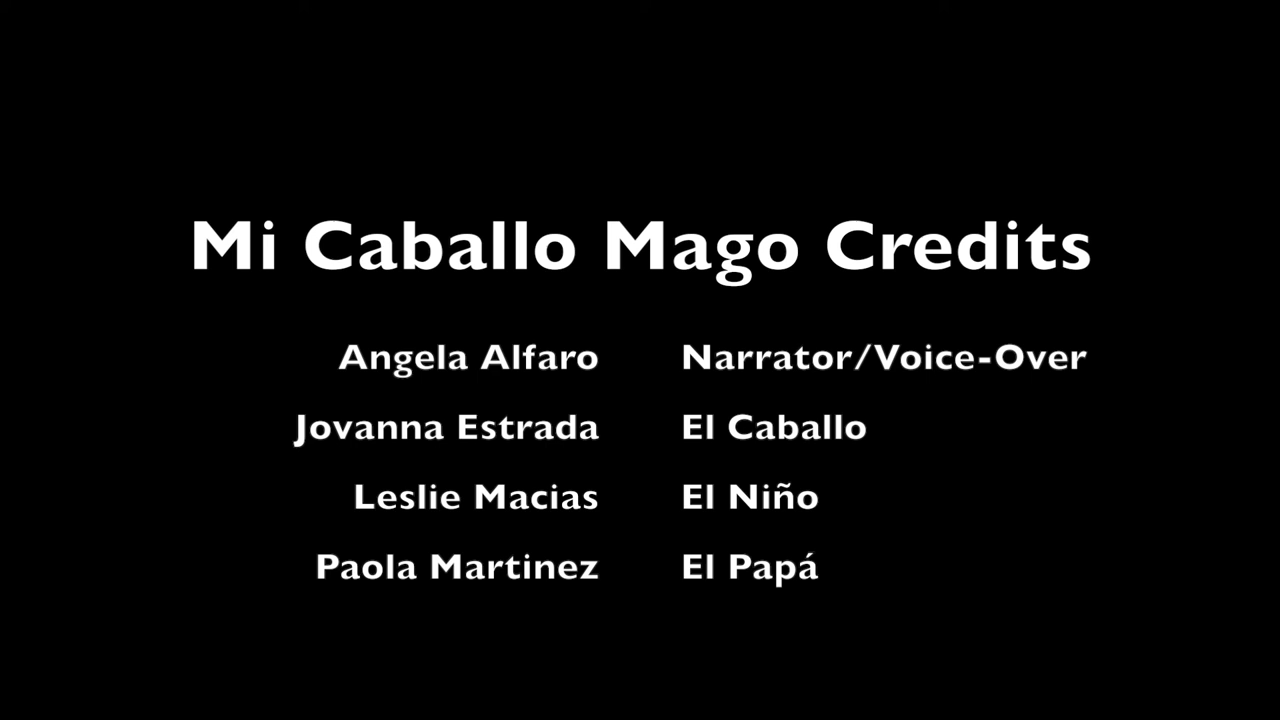 Mi Caballo Mago Credits
Angela Alfaro Narrator/Voice-Over
Jovanna Estrada El Caballo
Leslie Macias El Niño
Paola Martinez El Papá